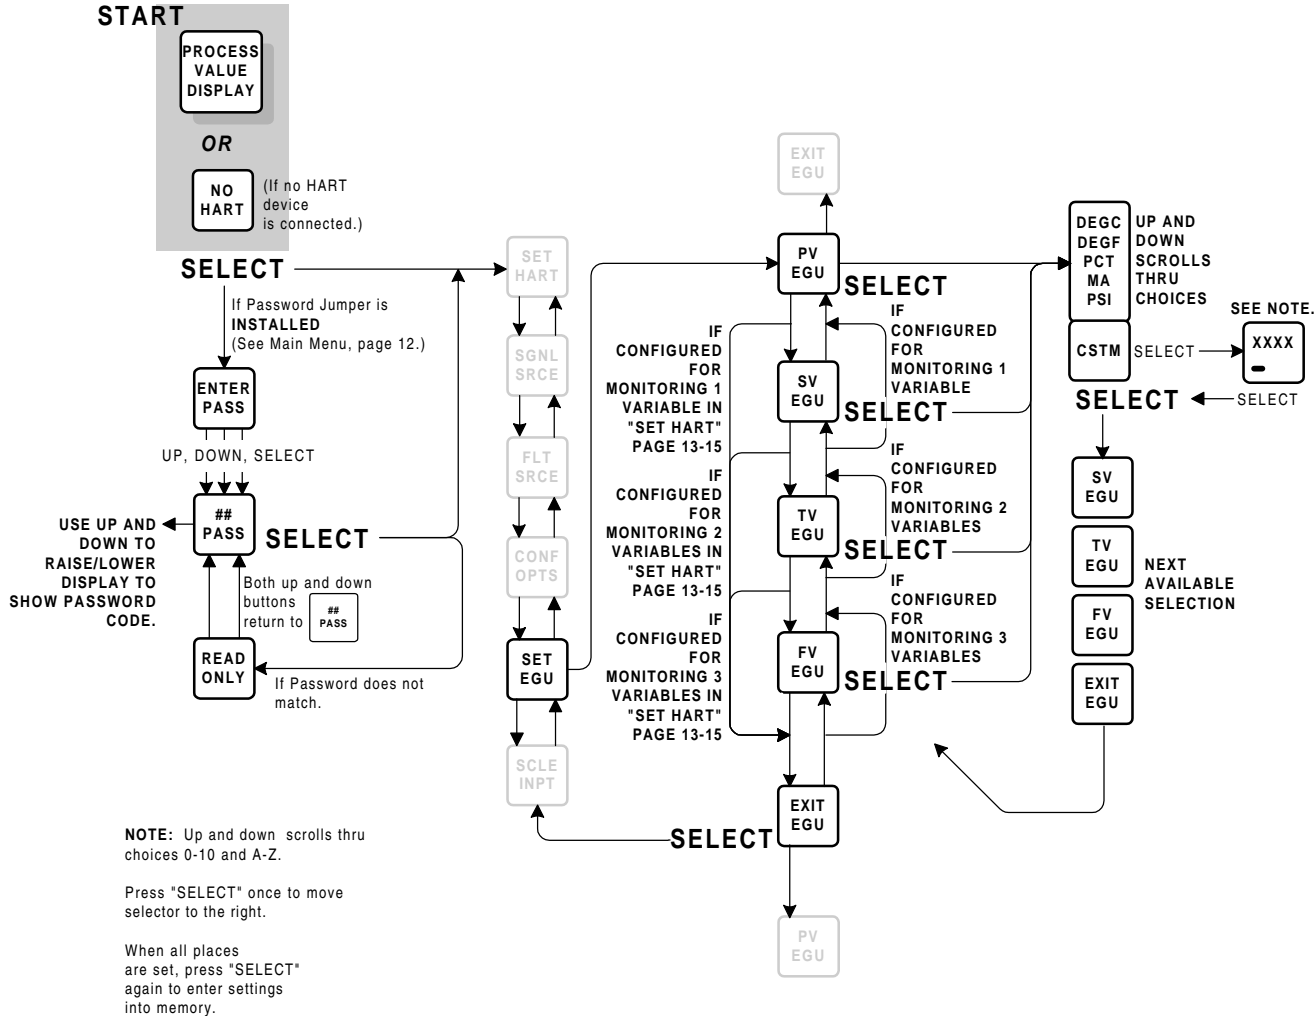 START
PROCESS
VALUE
DISPLAY
OR
NO
HART
(If no HART
device
is connected.)
SELECT
If Password Jumper is
INSTALLED
(See Main Menu, page 12.)
ENTER
PASS
UP, DOWN, SELECT
##
PASS
SELECT
USE UP AND
DOWN TO
RAISE/LOWER
DISPLAY TO
SHOW PASSWORD
CODE.
Both up and down
buttons
return to
##
PASS
READ
ONLY
If Password does not
match.
SET
HART
SGNL
SRCE
FLT
SRCE
CONF
OPTS
SET
EGU
SCLE
INPT
EXIT
EGU
PV
EGU
SELECT
IF
CONFIGURED
FOR
MONITORING 1
VARIABLE IN
"SET HART"
PAGE 13-15
IF
CONFIGURED
FOR
MONITORING 1
VARIABLE
SV
EGU
SELECT
IF
CONFIGURED
FOR
MONITORING 2
VARIABLES IN
"SET HART"
PAGE 13-15
IF
CONFIGURED
FOR
MONITORING 2
VARIABLES
TV
EGU
SELECT
IF
CONFIGURED
FOR
MONITORING 3
VARIABLES IN
"SET HART"
PAGE 13-15
IF
CONFIGURED
FOR
MONITORING 3
VARIABLES
FV
EGU
SELECT
EXIT
EGU
SELECT
PV
EGU
DEGC
DEGF
PCT
MA
PSI
UP AND
DOWN
SCROLLS
THRU
CHOICES
CSTM
SELECT
SEE NOTE.
XXXX
SELECT
SELECT
SV
EGU
TV
EGU
FV
EGU
EXIT
EGU
NEXT
AVAILABLE
SELECTION
NOTE: Up and down scrolls thru
choices 0-10 and A-Z.
Press "SELECT" once to move
selector to the right.
When all places
are set, press "SELECT"
again to enter settings
into memory.